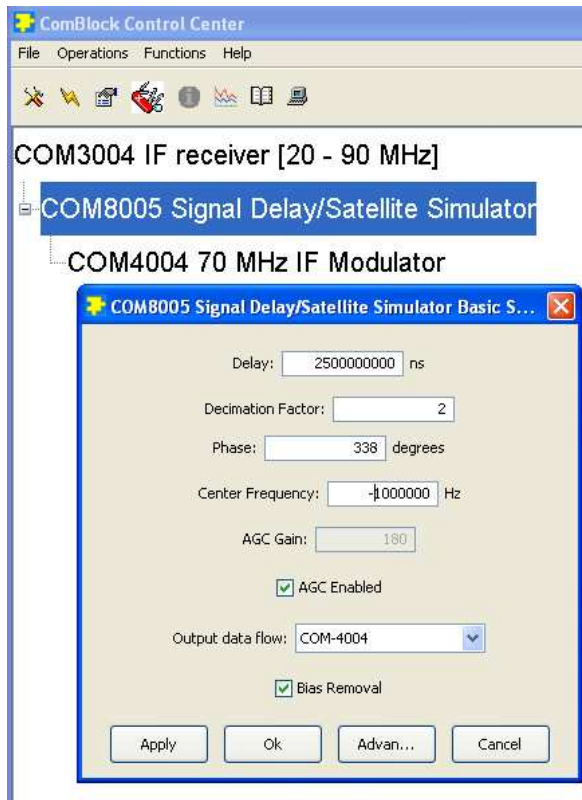 ComBlock Control Center
File Operations Functions Help
COM3004 IF receiver [20 - 90 MHz]
COM8005 Signal Delay/Satellite Simulator
COM4004 70 MHz IF Modulator
COM8005 Signal Delay/Satellite Simulator Basic S...
Delay: 2500000000 ns
Decimation Factor: 2
Phase: 338 degrees
Center Frequency: -1000000 Hz
AGC Gain: 180
AGC Enabled
Output data flow: COM-4004
Bias Removal
Apply Ok Advan... Cancel